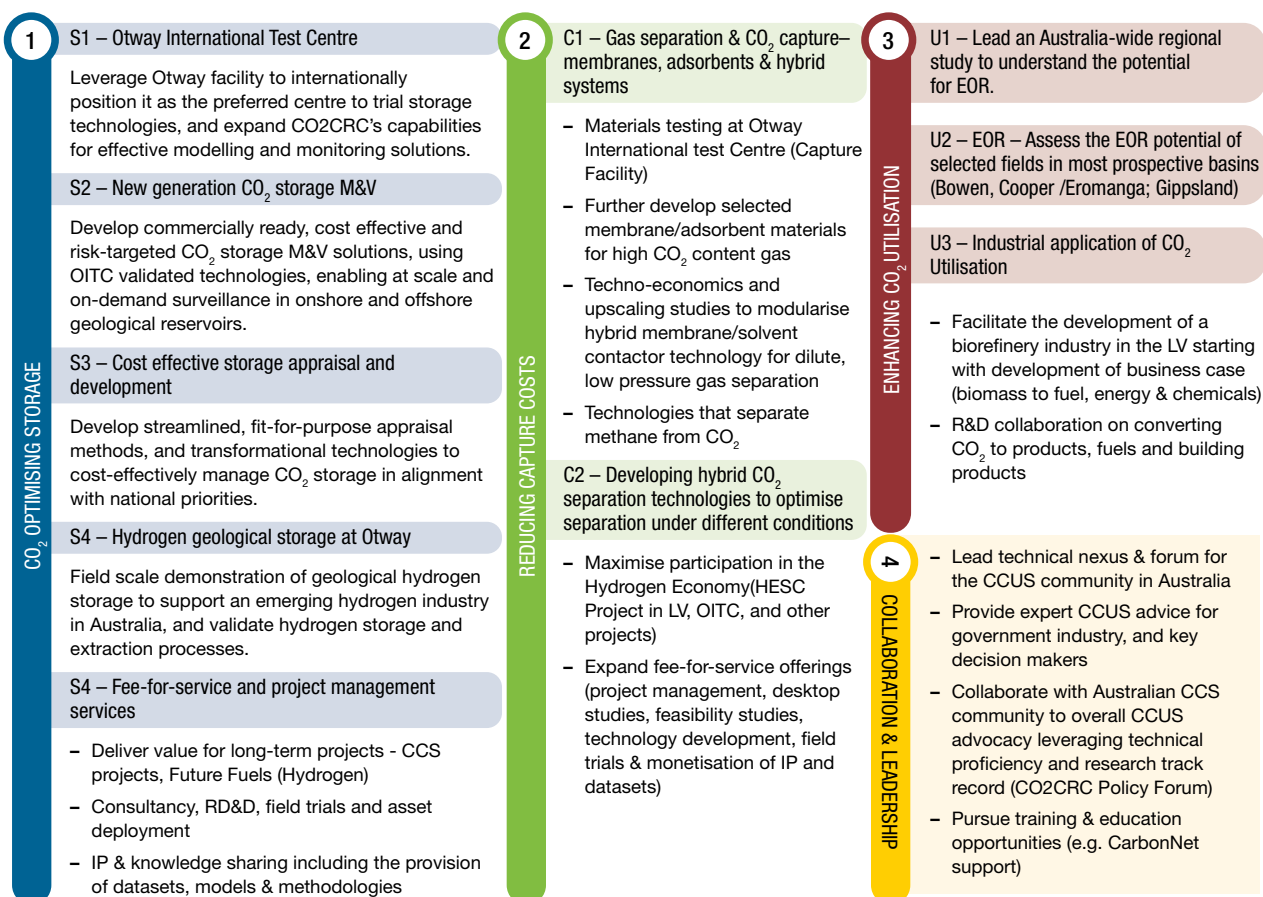 1
CO₂ OPTIMISING STORAGE
S1 – Otway International Test Centre
Leverage Otway facility to internationally
position it as the preferred centre to trial storage
technologies, and expand CO2CRC’s capabilities
for effective modelling and monitoring solutions.
S2 – New generation CO₂ storage M&V
Develop commercially ready, cost effective and
risk-targeted CO₂ storage M&V solutions, using
OITC validated technologies, enabling at scale and
on-demand surveillance in onshore and offshore
geological reservoirs.
S3 – Cost effective storage appraisal and
development
Develop streamlined, fit-for-purpose appraisal
methods, and transformational technologies to
cost-effectively manage CO₂ storage in alignment
with national priorities.
S4 – Hydrogen geological storage at Otway
Field scale demonstration of geological hydrogen
storage to support an emerging hydrogen industry
in Australia, and validate hydrogen storage and
extraction processes.
S4 – Fee-for-service and project management
services
– Deliver value for long-term projects - CCS
projects, Future Fuels (Hydrogen)
– Consultancy, RD&D, field trials and asset
deployment
– IP & knowledge sharing including the provision
of datasets, models & methodologies
2
REDUCING CAPTURE COSTS
C1 – Gas separation & CO₂ capture–
membranes, adsorbents & hybrid
systems
– Materials testing at Otway
International test Centre (Capture
Facility)
– Further develop selected
membrane/adsorbent materials
for high CO₂ content gas
– Techno-economics and
upscaling studies to modularise
hybrid membrane/solvent
contactor technology for dilute,
low pressure gas separation
– Technologies that separate
methane from CO₂
C2 – Developing hybrid CO₂
separation technologies to optimise
separation under different conditions
– Maximise participation in the
Hydrogen Economy(HESC
Project in LV, OITC, and other
projects)
– Expand fee-for-service offerings
(project management, desktop
studies, feasibility studies,
technology development, field
trials & monetisation of IP and
datasets)
3
ENHANCING CO₂ UTILISATION
U1 – Lead an Australia-wide regional
study to understand the potential
for EOR.
U2 – EOR – Assess the EOR potential of
selected fields in most prospective basins
(Bowen, Cooper /Eromanga; Gippsland)
U3 – Industrial application of CO₂
Utilisation
– Facilitate the development of a
biorefinery industry in the LV starting
with development of business case
(biomass to fuel, energy & chemicals)
– R&D collaboration on converting
CO₂ to products, fuels and building
products
4
COLLABORATION & LEADERSHIP
– Lead technical nexus & forum for
the CCUS community in Australia
– Provide expert CCUS advice for
government industry, and key
decision makers
– Collaborate with Australian CCS
community to overall CCUS
advocacy leveraging technical
proficiency and research track
record (CO2CRC Policy Forum)
– Pursue training & education
opportunities (e.g. CarbonNet
support)